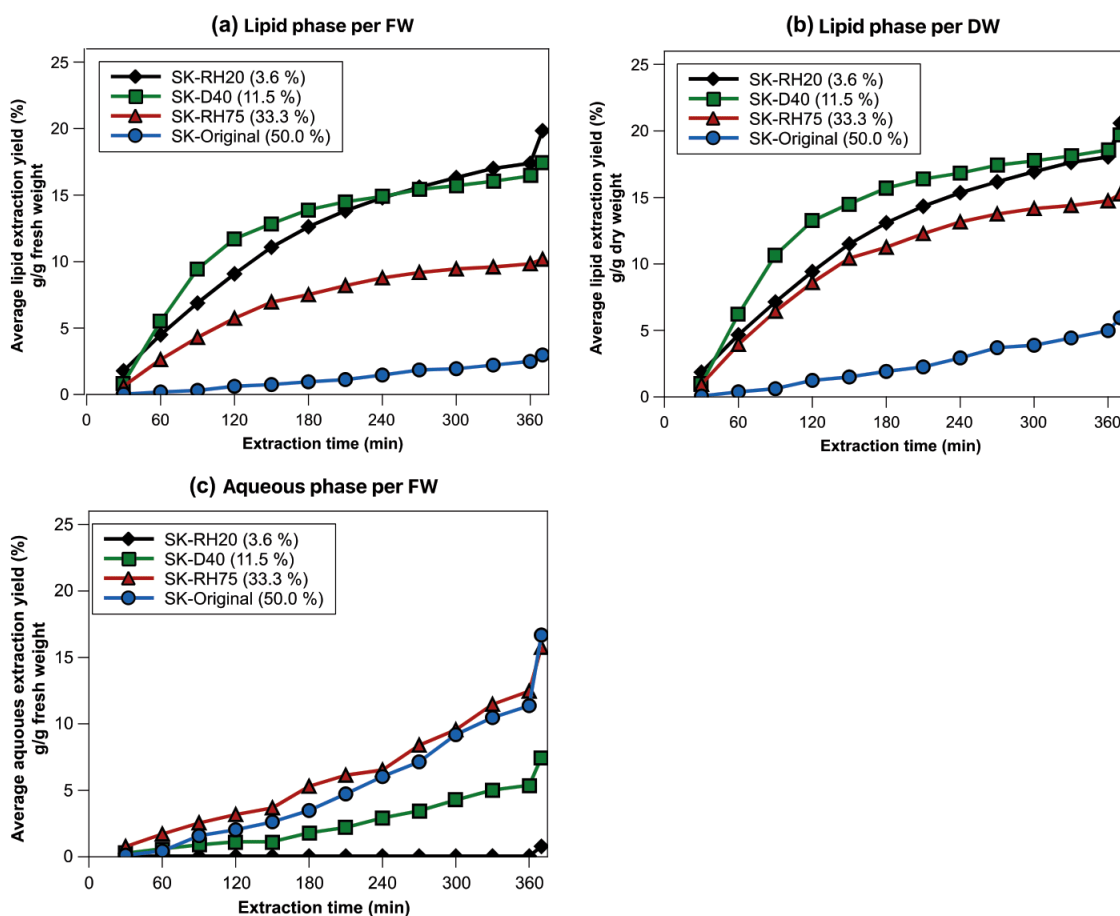 (a) Lipid phase per FW
Average lipid extraction yield (%)
g/g fresh weight
25
20
15
10
5
0
SK-RH20 (3.6 %)
SK-D40 (11.5 %)
SK-RH75 (33.3 %)
SK-Original (50.0 %)
0 60 120 180 240 300 360
Extraction time (min)
(b) Lipid phase per DW
Average lipid extraction yield (%)
g/g dry weight
25
20
15
10
5
0
SK-RH20 (3.6 %)
SK-D40 (11.5 %)
SK-RH75 (33.3 %)
SK-Original (50.0 %)
0 60 120 180 240 300 360
Extraction time (min)
(c) Aqueous phase per FW
Average aquoues extraction yield (%)
g/g fresh weight
25
20
15
10
5
0
SK-RH20 (3.6 %)
SK-D40 (11.5 %)
SK-RH75 (33.3 %)
SK-Original (50.0 %)
0 60 120 180 240 300 360
Extraction time (min)